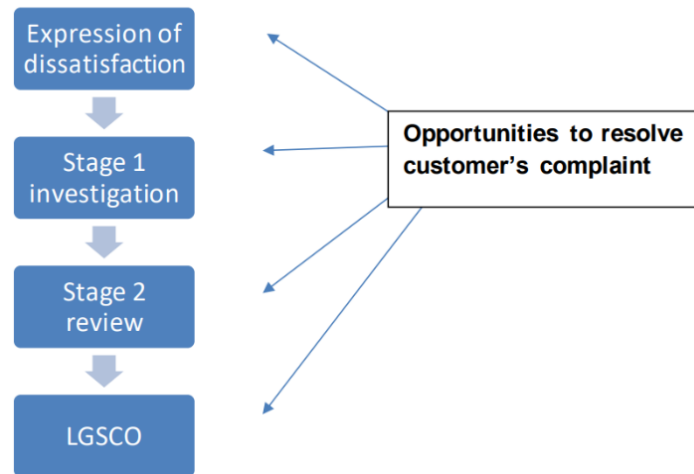 Expression of
dissatisfaction
Stage 1
investigation
Stage 2
review
LGSCO
Opportunities to resolve
customer's complaint